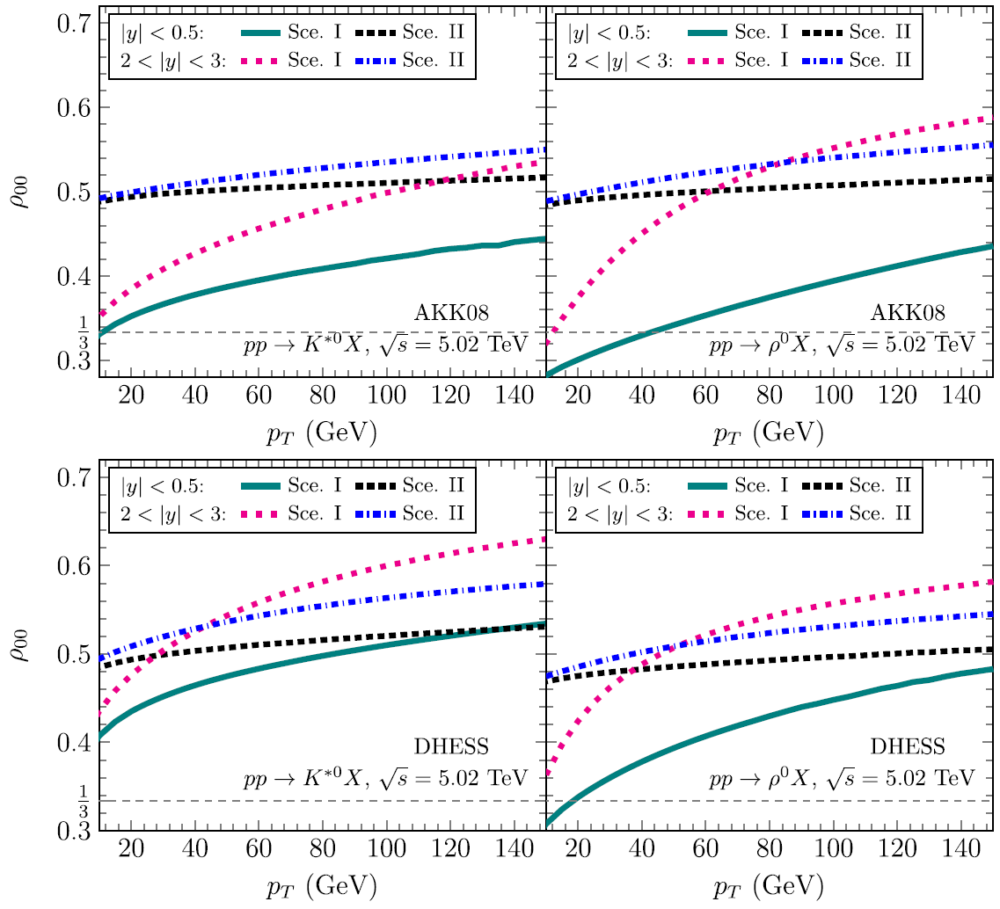 |y| < 0.5: Sce. I Sce. II
2 < |y| < 3: Sce. I Sce. II
|y| < 0.5: Sce. I Sce. II
2 < |y| < 3: Sce. I Sce. II
0.7
0.6
0.5
0.4
1/3
0.3
ρ00
AKK08
pp → K*0X, √s = 5.02 TeV
AKK08
pp → ρ0X, √s = 5.02 TeV
20 40 60 80 100 120 140
20 40 60 80 100 120 140
pT (GeV)
pT (GeV)
|y| < 0.5: Sce. I Sce. II
2 < |y| < 3: Sce. I Sce. II
|y| < 0.5: Sce. I Sce. II
2 < |y| < 3: Sce. I Sce. II
0.7
0.6
0.5
0.4
1/3
0.3
ρ00
DHESS
pp → K*0X, √s = 5.02 TeV
DHESS
pp → ρ0X, √s = 5.02 TeV
20 40 60 80 100 120 140
20 40 60 80 100 120 140
pT (GeV)
pT (GeV)